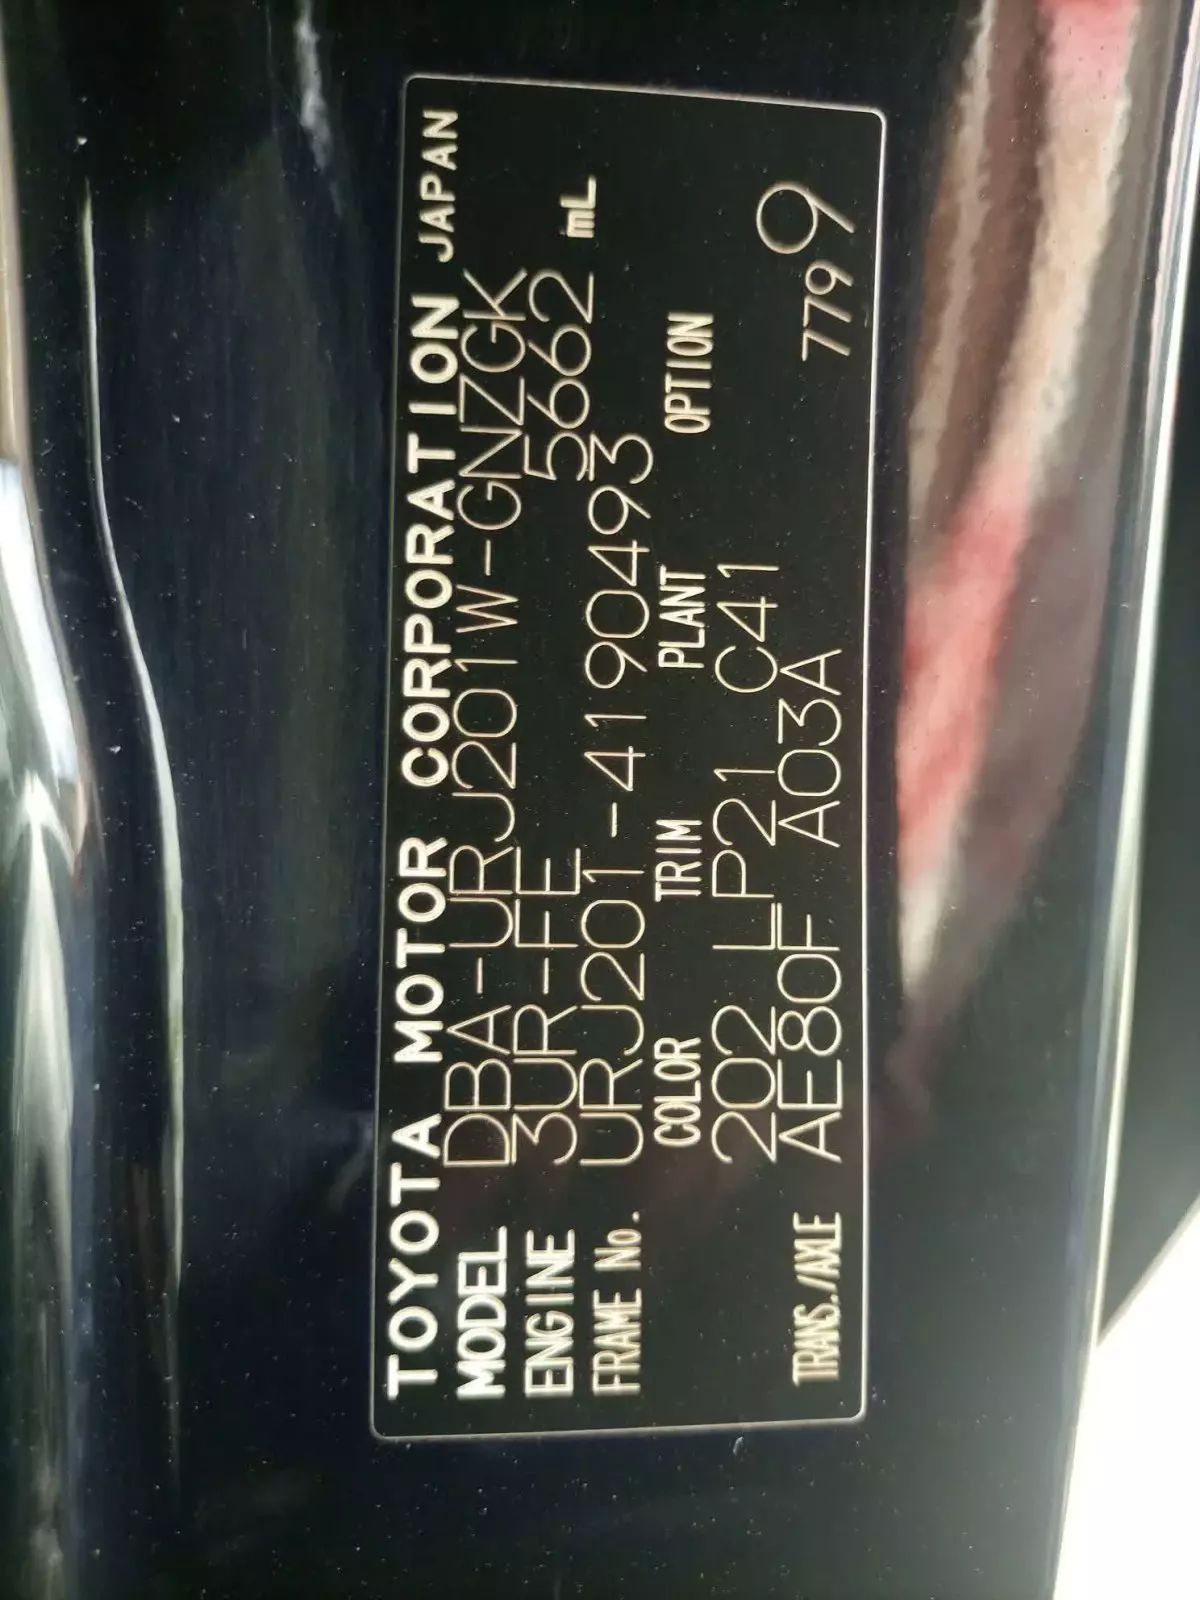 TOYOTA MOTOR CORPORATION JAPAN
MODEL DBA-URJ201W-GNZGK
ENGINE 3UR-FE 5662 mL
FRAME No. URJ201-4190493
COLOR TRIM PLANT OPTION
202 LP21 C41
TRANS./AXLE AE80F A03A 779 9